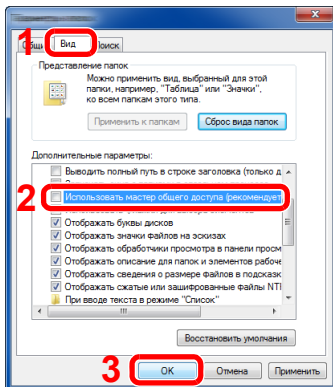 1
Общи Вид Поиск
Представление папок
Можно применить вид, выбранный для этой
папки, например, "Таблица" или "Значки",
ко всем папкам этого типа.
Применить к папкам Сброс вида папок
Дополнительные параметры:
Выводить полный путь в строке заголовка (только д
2
Использовать мастер общего доступа (рекомендует
Отображать буквы дисков
Отображать значки файлов на эскизах
Отображать обработчики просмотра в панели просм
Отображать описание для папок и элементов рабоче
Отображать сведения о размере файлов в подсказк
Отображать сжатые или зашифрованные файлы NTI
При вводе текста в режиме "Список"
Восстановить умолчания
3
OK Отмена Применить